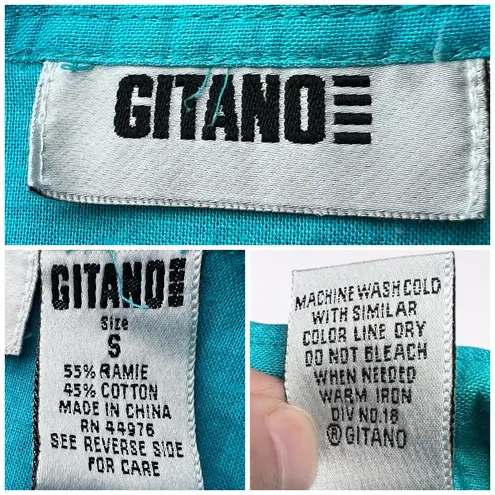 GITANO
GITANO
Size
S
55% RAMIE
45% COTTON
MADE IN CHINA
RN 44976
SEE REVERSE SIDE
FOR CARE
MACHINE WASH COLD
WITH SIMILAR
COLOR LINE DRY
DO NOT BLEACH
WHEN NEEDED
WARM IRON
DIV NO.18
®GITANO